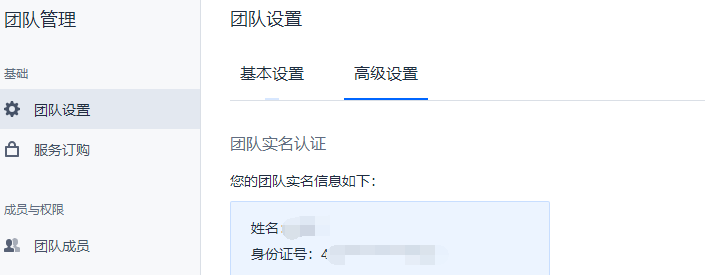 团队管理
基础
团队设置
服务订购
成员与权限
团队成员
团队设置
基本设置
高级设置
团队实名认证
您的团队实名信息如下：
姓名:
身份证号：4